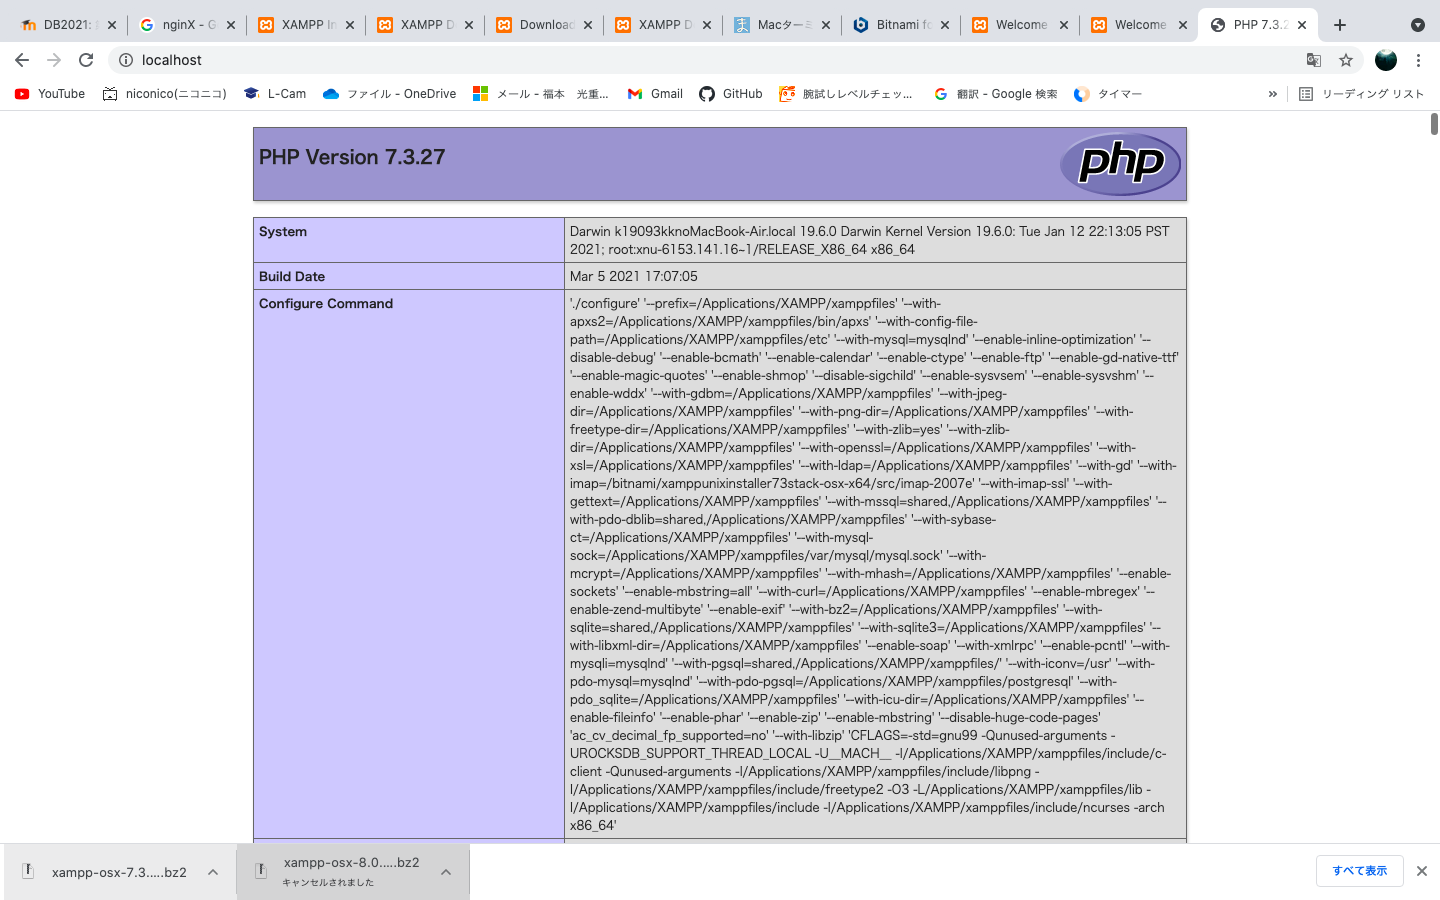 DB2021:
nginX - G
XAMPP In
XAMPP D
Download
XAMPP D
Macターミ
Bitnami fo
Welcome
Welcome
PHP 7.3.2
localhost
YouTube
niconico(ニコニコ)
L-Cam
ファイル - OneDrive
メール - 福本 光重...
Gmail
GitHub
腕試しレベルチェッ...
翻訳 - Google 検索
タイマー
»
リーディング リスト
PHP Version 7.3.27
php
System
Darwin k19093kknoMacBook-Air.local 19.6.0 Darwin Kernel Version 19.6.0: Tue Jan 12 22:13:05 PST
2021; root:xnu-6153.141.16~1/RELEASE_X86_64 x86_64
Build Date
Mar 5 2021 17:07:05
Configure Command
'./configure' '--prefix=/Applications/XAMPP/xamppfiles' '--with-
apxs2=/Applications/XAMPP/xamppfiles/bin/apxs' '--with-config-file-
path=/Applications/XAMPP/xamppfiles/etc' '--with-mysql=mysqlnd' '--enable-inline-optimization' '--
disable-debug' '--enable-bcmath' '--enable-calendar' '--enable-ctype' '--enable-ftp' '--enable-gd-native-ttf'
'--enable-magic-quotes' '--enable-shmop' '--disable-sigchild' '--enable-sysvsem' '--enable-sysvshm' '--
enable-wddx' '--with-gdbm=/Applications/XAMPP/xamppfiles' '--with-jpeg-
dir=/Applications/XAMPP/xamppfiles' '--with-png-dir=/Applications/XAMPP/xamppfiles' '--with-
freetype-dir=/Applications/XAMPP/xamppfiles' '--with-zlib=yes' '--with-zlib-
dir=/Applications/XAMPP/xamppfiles' '--with-openssl=/Applications/XAMPP/xamppfiles' '--with-
xsl=/Applications/XAMPP/xamppfiles' '--with-ldap=/Applications/XAMPP/xamppfiles' '--with-gd' '--with-
imap=/bitnami/xamppunixinstaller73stack-osx-x64/src/imap-2007e' '--with-imap-ssl' '--with-
gettext=/Applications/XAMPP/xamppfiles' '--with-mssql=shared,/Applications/XAMPP/xamppfiles' '--
with-pdo-dblib=shared,/Applications/XAMPP/xamppfiles' '--with-sybase-
ct=/Applications/XAMPP/xamppfiles' '--with-mysql-
sock=/Applications/XAMPP/xamppfiles/var/mysql/mysql.sock' '--with-
mcrypt=/Applications/XAMPP/xamppfiles' '--with-mhash=/Applications/XAMPP/xamppfiles' '--enable-
sockets' '--enable-mbstring=all' '--with-curl=/Applications/XAMPP/xamppfiles' '--enable-mbregex' '--
enable-zend-multibyte' '--enable-exif' '--with-bz2=/Applications/XAMPP/xamppfiles' '--with-
sqlite=shared,/Applications/XAMPP/xamppfiles' '--with-sqlite3=/Applications/XAMPP/xamppfiles' '--
with-libxml-dir=/Applications/XAMPP/xamppfiles' '--enable-soap' '--with-xmlrpc' '--enable-pcntl' '--with-
mysqli=mysqlnd' '--with-pgsql=shared,/Applications/XAMPP/xamppfiles/' '--with-iconv=/usr' '--with-
pdo-mysql=mysqlnd' '--with-pdo-pgsql=/Applications/XAMPP/xamppfiles/postgresql' '--with-
pdo_sqlite=/Applications/XAMPP/xamppfiles' '--with-icu-dir=/Applications/XAMPP/xamppfiles' '--
enable-fileinfo' '--enable-phar' '--enable-zip' '--enable-mbstring' '--disable-huge-code-pages'
'ac_cv_decimal_fp_supported=no' '--with-libzip' 'CFLAGS=-std=gnu99 -Qunused-arguments -
UROCKSDB_SUPPORT_THREAD_LOCAL -U__MACH__ -I/Applications/XAMPP/xamppfiles/include/c-
client -Qunused-arguments -I/Applications/XAMPP/xamppfiles/include/libpng -
I/Applications/XAMPP/xamppfiles/include/freetype2 -O3 -L/Applications/XAMPP/xamppfiles/lib -
I/Applications/XAMPP/xamppfiles/include -I/Applications/XAMPP/xamppfiles/include/ncurses -arch
x86_64'
xampp-osx-7.3.....bz2
xampp-osx-8.0.....bz2
キャンセルされました
すべて表示